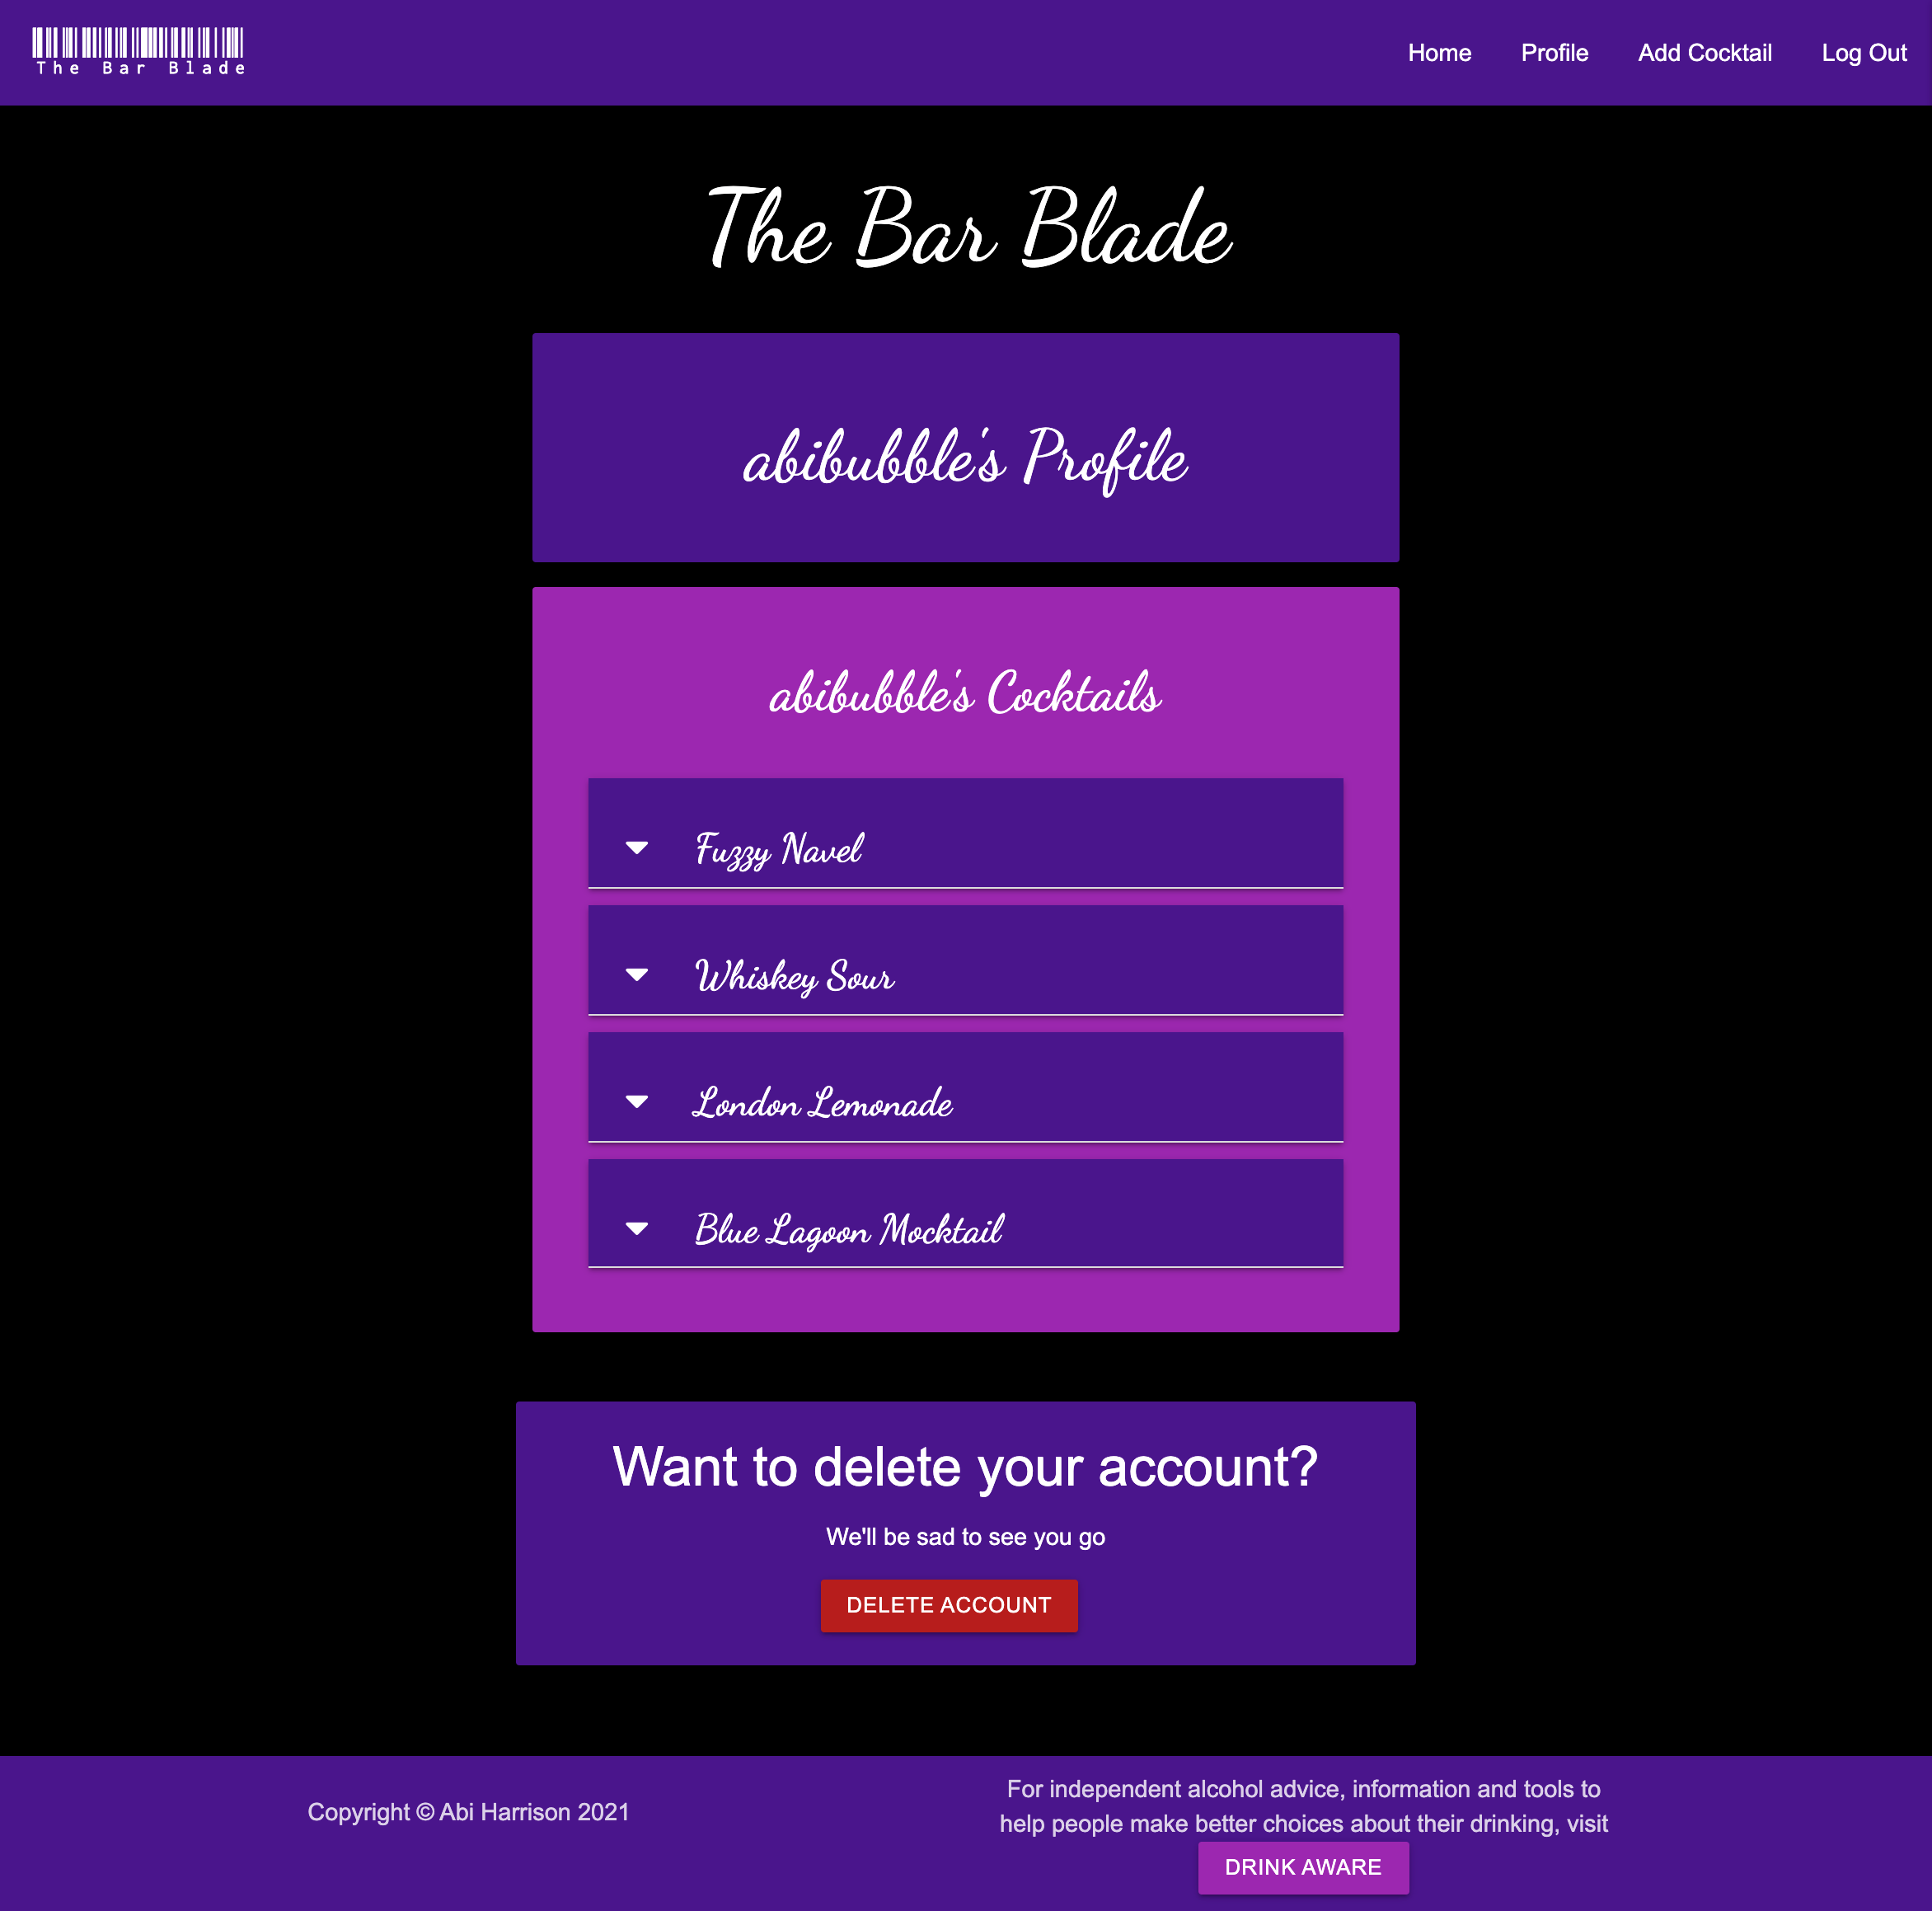 The Bar Blade
Home Profile Add Cocktail Log Out
The Bar Blade
abibubble's Profile
abibubble's Cocktails
Fuzzy Navel
Whiskey Sour
London Lemonade
Blue Lagoon Mocktail
Want to delete your account?
We'll be sad to see you go
DELETE ACCOUNT
Copyright © Abi Harrison 2021
For independent alcohol advice, information and tools to
help people make better choices about their drinking, visit
DRINK AWARE